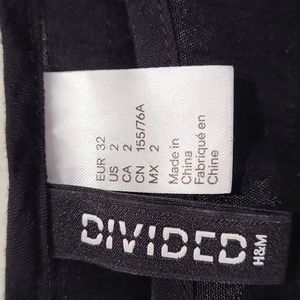 EUR 32
US 2
CA 2
CN 155/76A
MX 2
Made in
China
Fabriqué en
Chine
DIVIDED
H&M